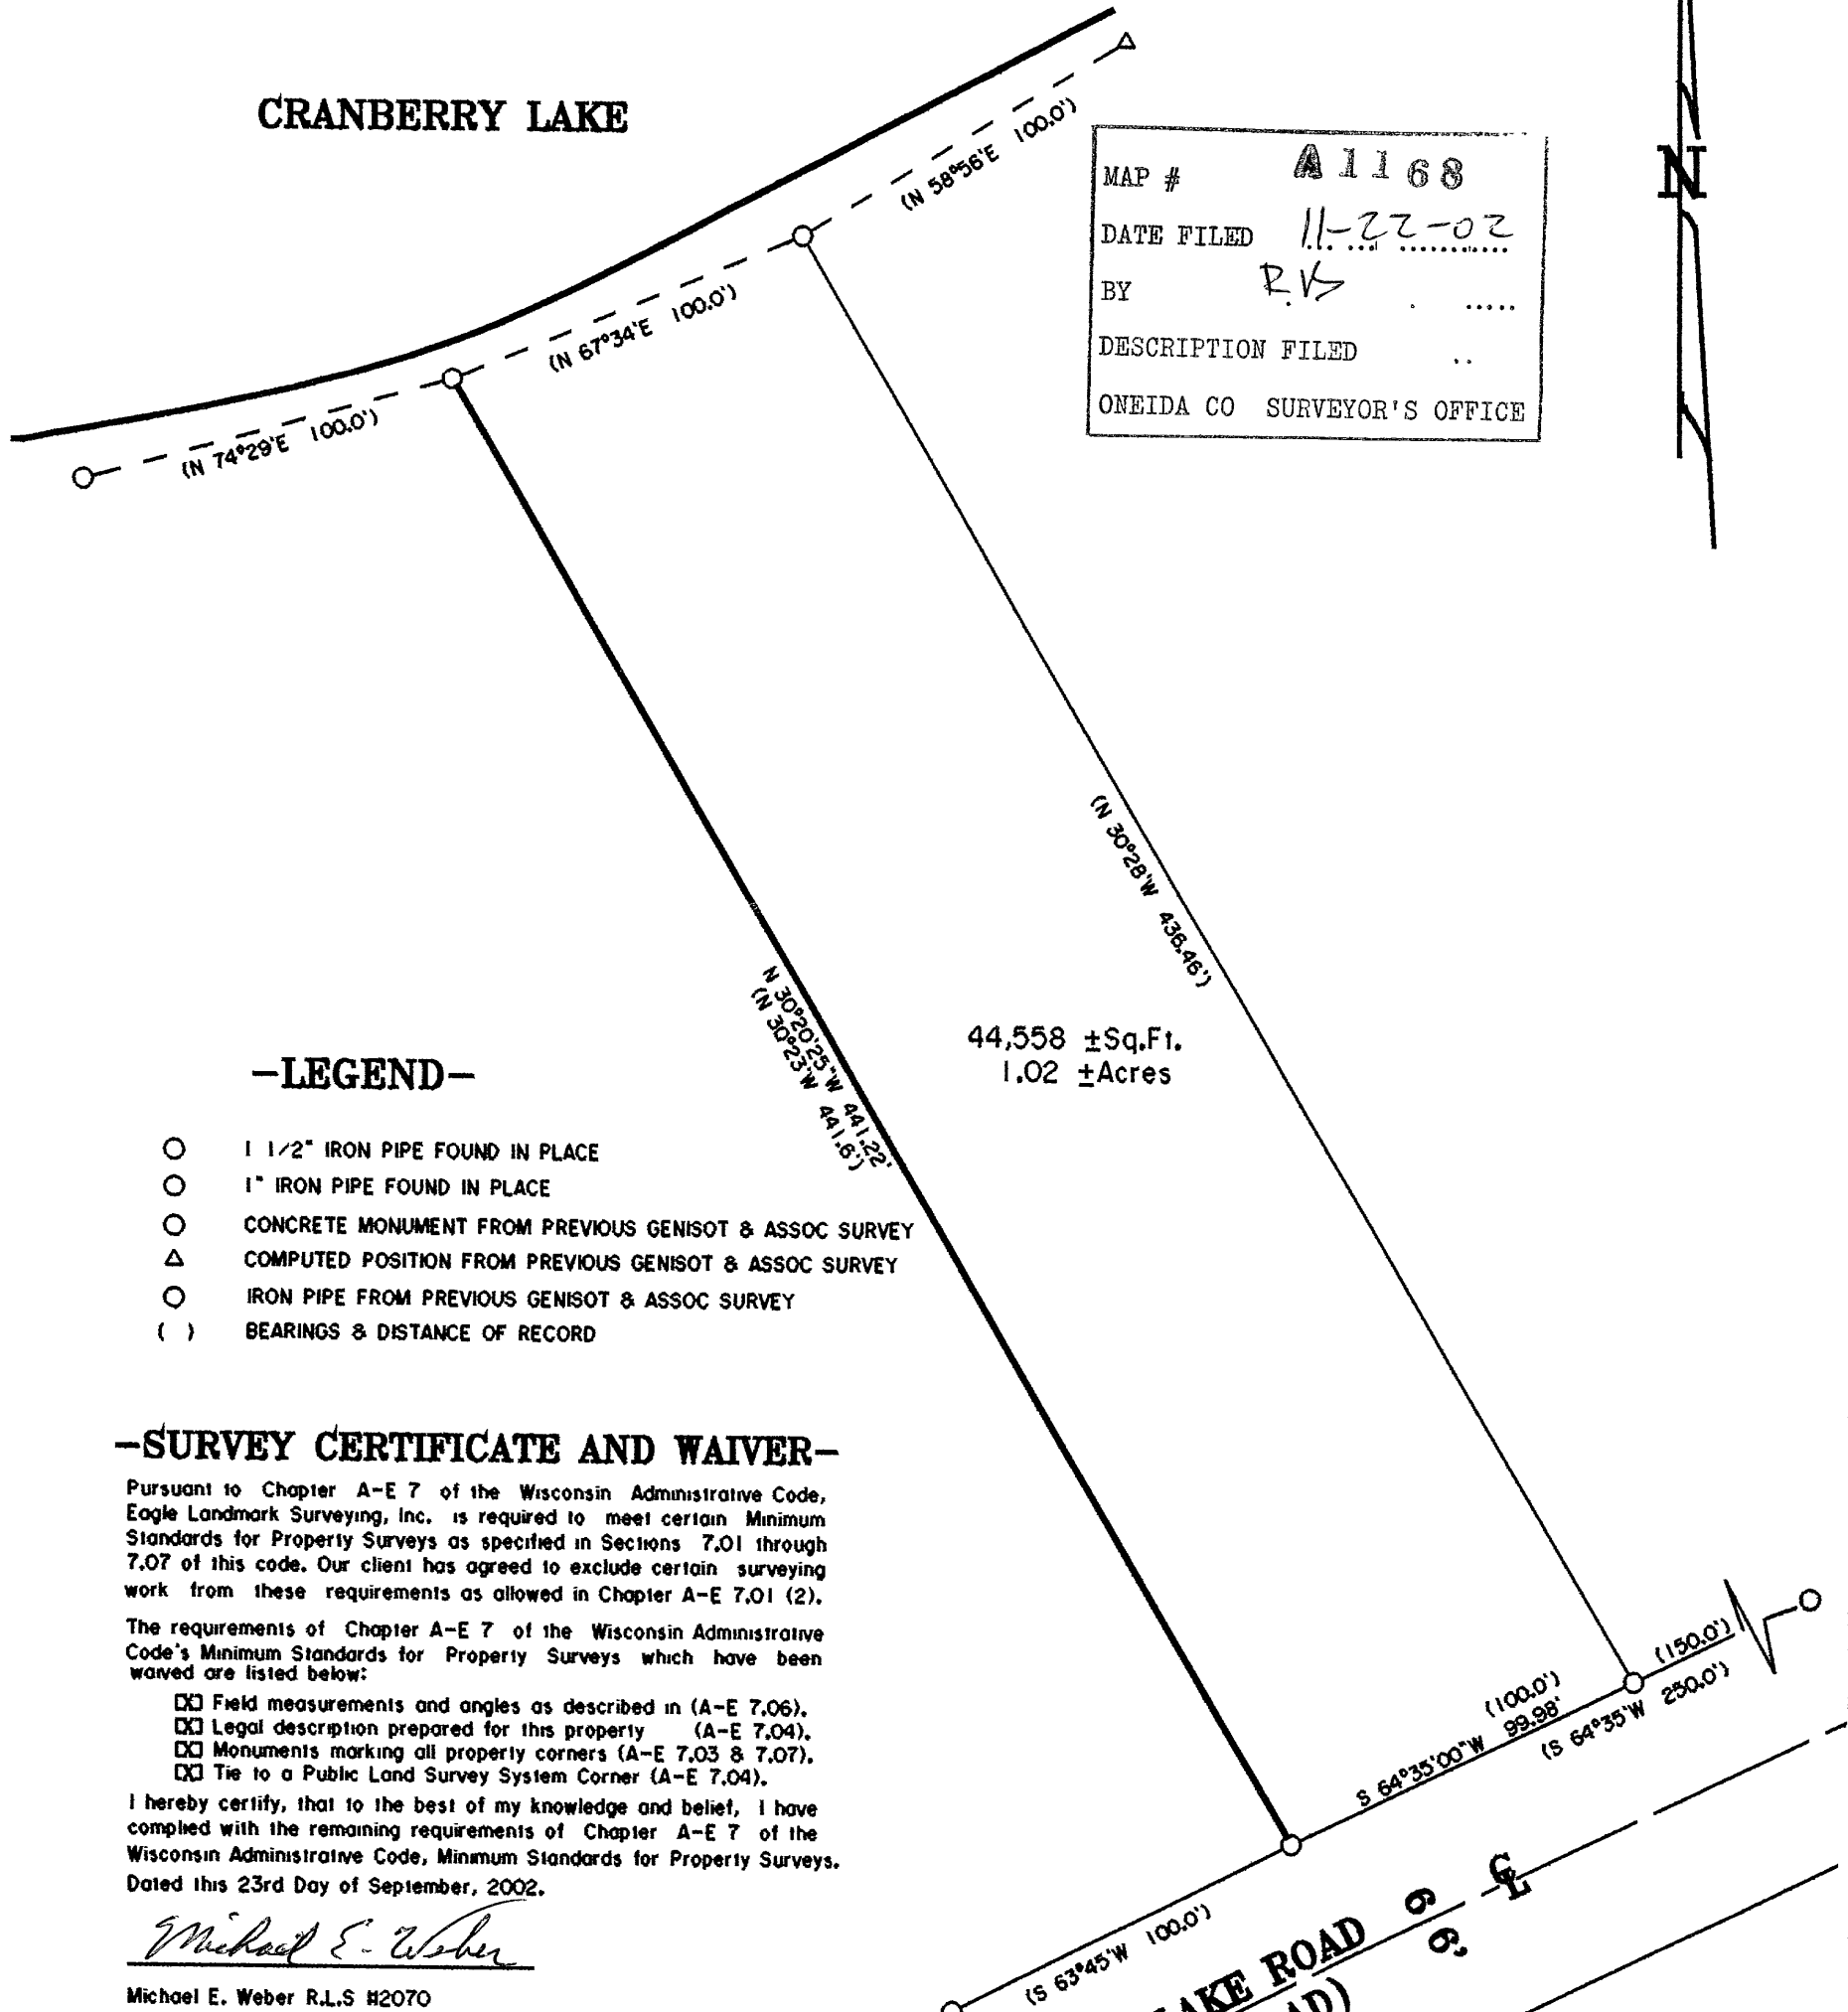 CRANBERRY LAKE
(N 58°56'E 100.0')
(N 67°34'E 100.0')
(N 74°29'E 100.0')
MAP # A1168
DATE FILED 11-22-02
BY
DESCRIPTION FILED
ONEIDA CO SURVEYOR'S OFFICE
N
(N 30°28'W 436.46')
N 30°20'25"W 441.22'
(N 30°23'W 441.6')
44,558 ±Sq.Ft.
1.02 ±Acres
-LEGEND-
1 1/2" IRON PIPE FOUND IN PLACE
1" IRON PIPE FOUND IN PLACE
CONCRETE MONUMENT FROM PREVIOUS GENISOT & ASSOC SURVEY
COMPUTED POSITION FROM PREVIOUS GENISOT & ASSOC SURVEY
IRON PIPE FROM PREVIOUS GENISOT & ASSOC SURVEY
( ) BEARINGS & DISTANCE OF RECORD
-SURVEY CERTIFICATE AND WAIVER-
Pursuant to Chapter A-E 7 of the Wisconsin Administrative Code,
Eagle Landmark Surveying, Inc. is required to meet certain Minimum
Standards for Property Surveys as specified in Sections 7.01 through
7.07 of this code. Our client has agreed to exclude certain surveying
work from these requirements as allowed in Chapter A-E 7.01 (2).
The requirements of Chapter A-E 7 of the Wisconsin Administrative
Code's Minimum Standards for Property Surveys which have been
waived are listed below:
[X] Field measurements and angles as described in (A-E 7.06).
[X] Legal description prepared for this property (A-E 7.04).
[X] Monuments marking all property corners (A-E 7.03 & 7.07).
[X] Tie to a Public Land Survey System Corner (A-E 7.04).
I hereby certify, that to the best of my knowledge and belief, I have
complied with the remaining requirements of Chapter A-E 7 of the
Wisconsin Administrative Code, Minimum Standards for Property Surveys.
Dated this 23rd Day of September, 2002.
Michael E. Weber
Michael E. Weber R.L.S #2070
(150.0')
(100.0')
S 64°35'00"W 99.98'
(S 64°35'W 250.0')
(S 63°45'W 100.0')
CL
66'
LAKE ROAD